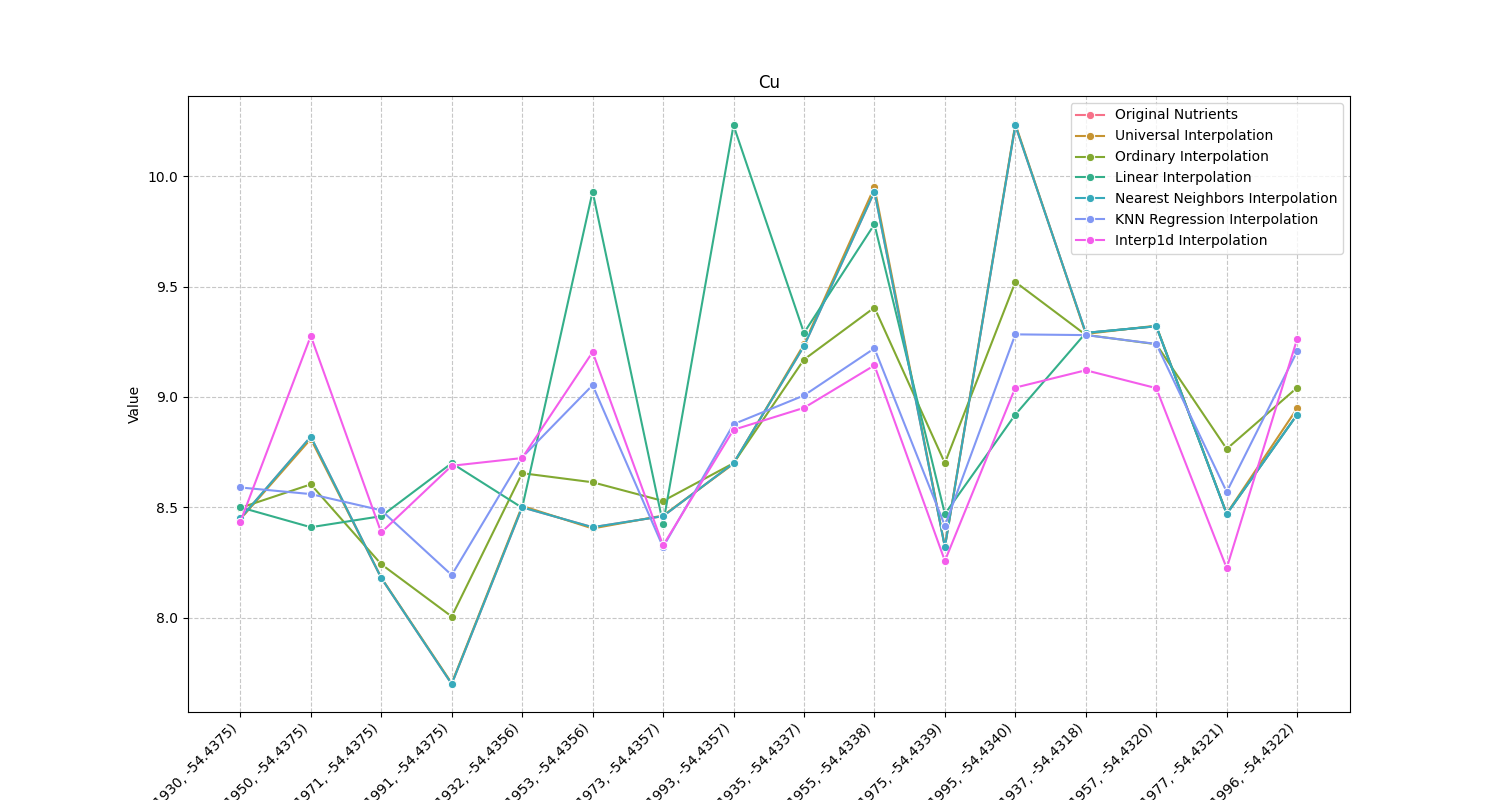 Cu
Original Nutrients
Universal Interpolation
Ordinary Interpolation
Linear Interpolation
Nearest Neighbors Interpolation
KNN Regression Interpolation
Interp1d Interpolation
Value
10.0
9.5
9.0
8.5
8.0
1930, -54.4375)
1950, -54.4375)
1971, -54.4375)
1991, -54.4375)
1932, -54.4356)
1953, -54.4356)
1973, -54.4357)
1993, -54.4357)
1935, -54.4337)
1955, -54.4338)
1975, -54.4339)
1995, -54.4340)
1937, -54.4318)
1957, -54.4320)
1977, -54.4321)
1996, -54.4322)